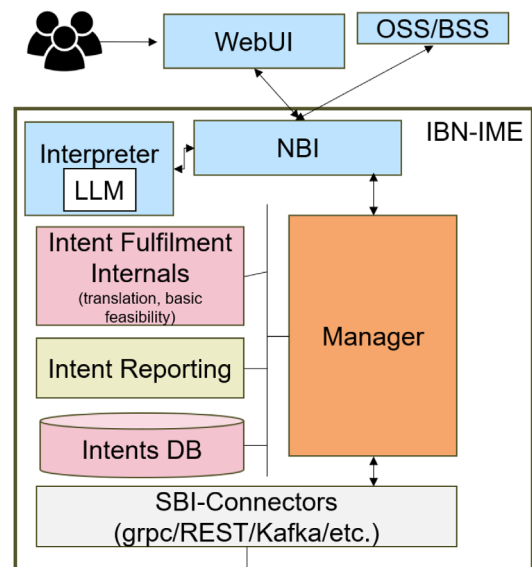 WebUI
OSS/BSS
IBN-IME
NBI
Interpreter
LLM
Intent Fulfilment
Internals
(translation, basic
feasibility)
Manager
Intent Reporting
Intents DB
SBI-Connectors
(grpc/REST/Kafka/etc.)